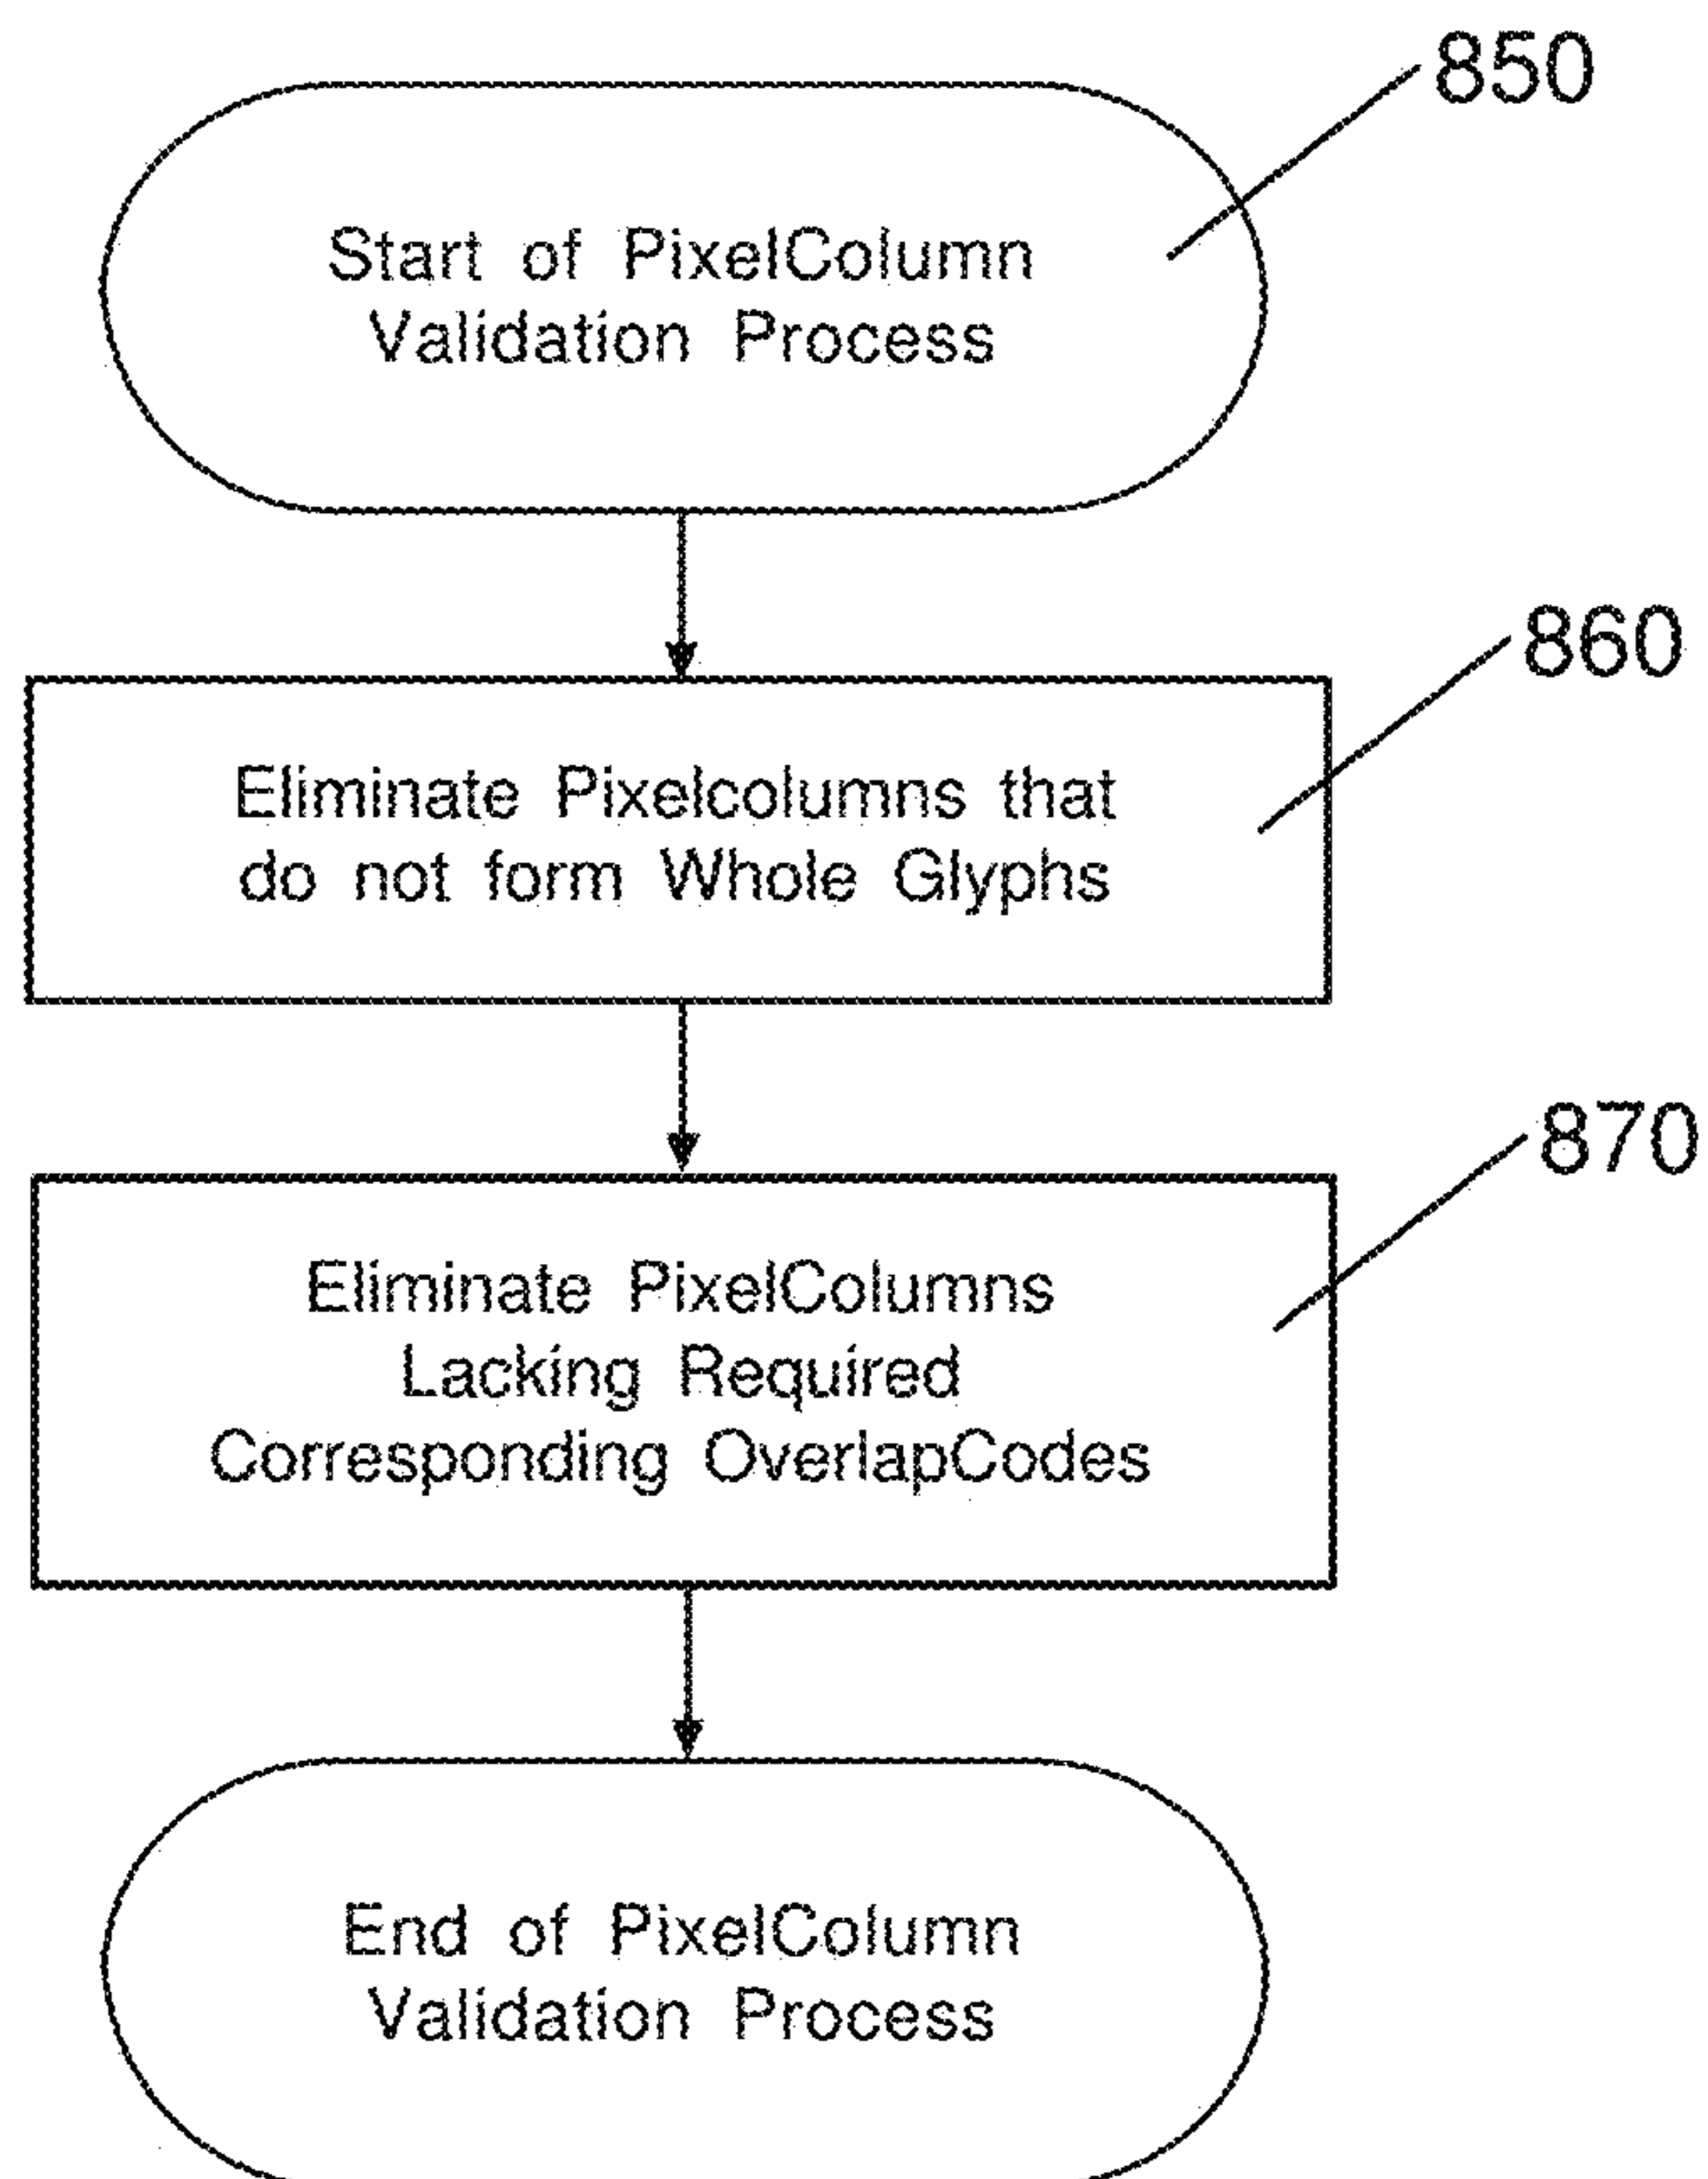 850
Start of PixelColumn
Validation Process
860
Eliminate Pixelcolumns that
do not form Whole Glyphs
870
Eliminate PixelColumns
Lacking Required
Corresponding OverlapCodes
End of PixelColumn
Validation Process